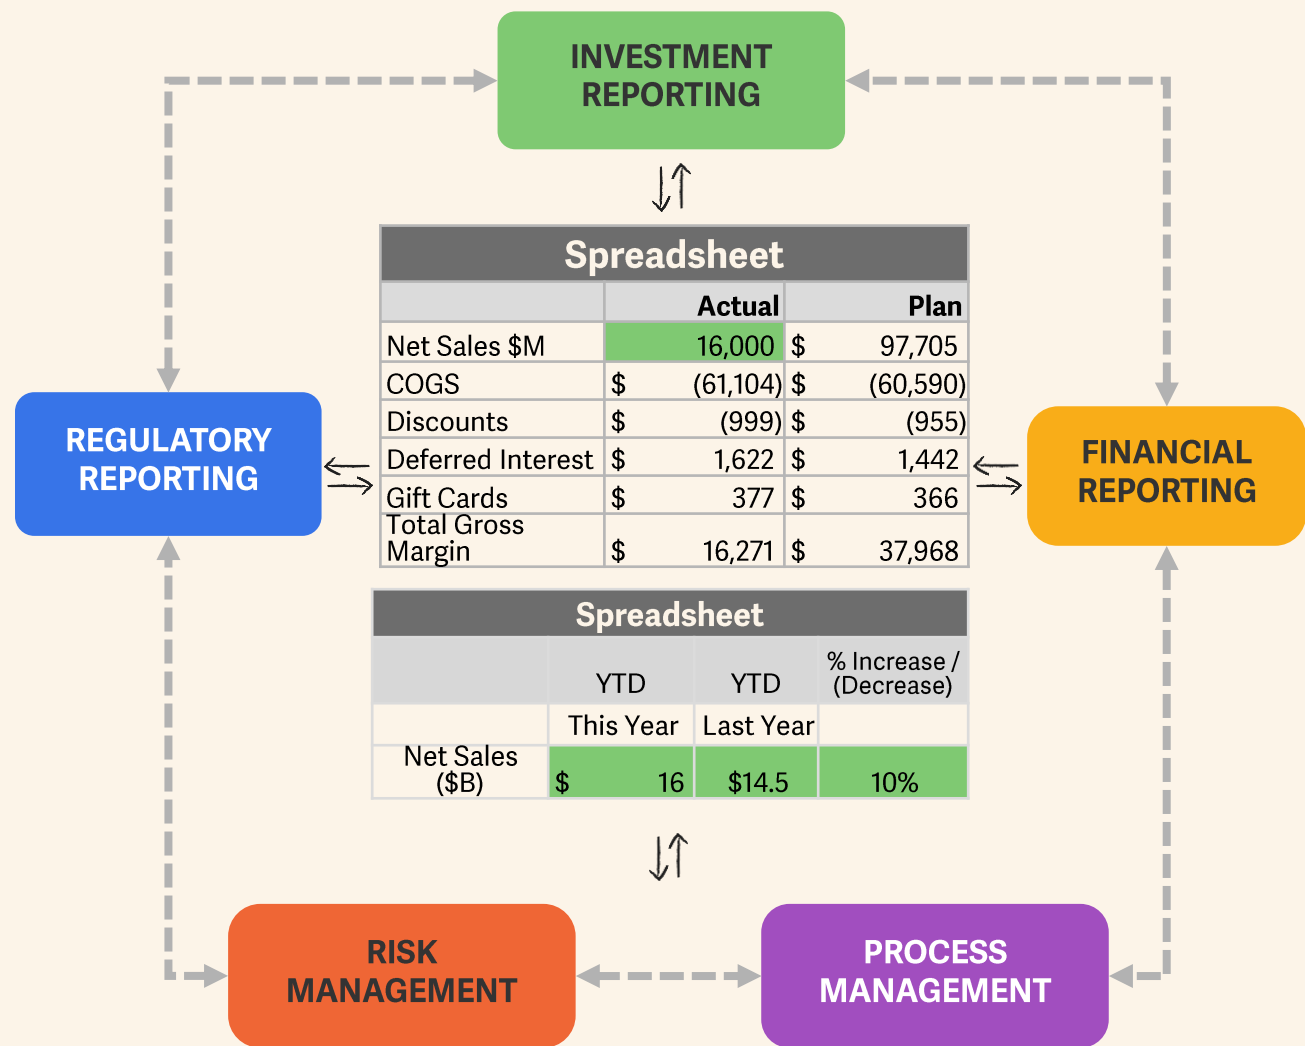 INVESTMENT
REPORTING
Spreadsheet
Actual Plan
Net Sales $M 16,000 $ 97,705
COGS $ (61,104) $ (60,590)
Discounts $ (999) $ (955)
Deferred Interest $ 1,622 $ 1,442
Gift Cards $ 377 $ 366
Total Gross
Margin $ 16,271 $ 37,968
REGULATORY
REPORTING
FINANCIAL
REPORTING
Spreadsheet
% Increase /
YTD YTD (Decrease)
This Year Last Year
Net Sales
($B) $ 16 $14.5 10%
RISK
MANAGEMENT
PROCESS
MANAGEMENT